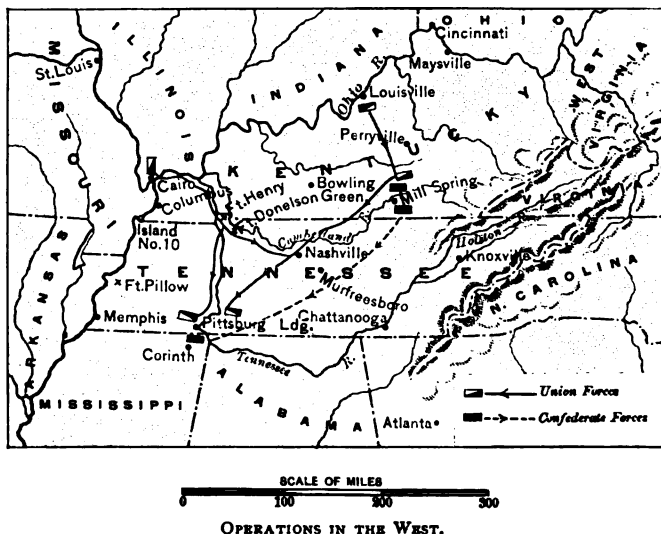 OHIO
Cincinnati
ILLINOIS
INDIANA
MISSOURI
St. Louis
Maysville
WEST VIRGINIA
Ohio R.
Louisville
Perryville
KENTUCKY
Cairo
Columbus
Ft. Henry
Donelson
Bowling Green
Mill Spring
VIRGINIA
Island No. 10
Cumberland
Nashville
Holston
Knoxville
TENNESSEE
Ft. Pillow
Murfreesboro
N. CAROLINA
ARKANSAS
Memphis
Pittsburg Ldg.
Chattanooga
Corinth
Tennessee R.
MISSISSIPPI
ALABAMA
Atlanta
Union Forces
Confederate Forces
SCALE OF MILES
0 100 200 300
OPERATIONS IN THE WEST.